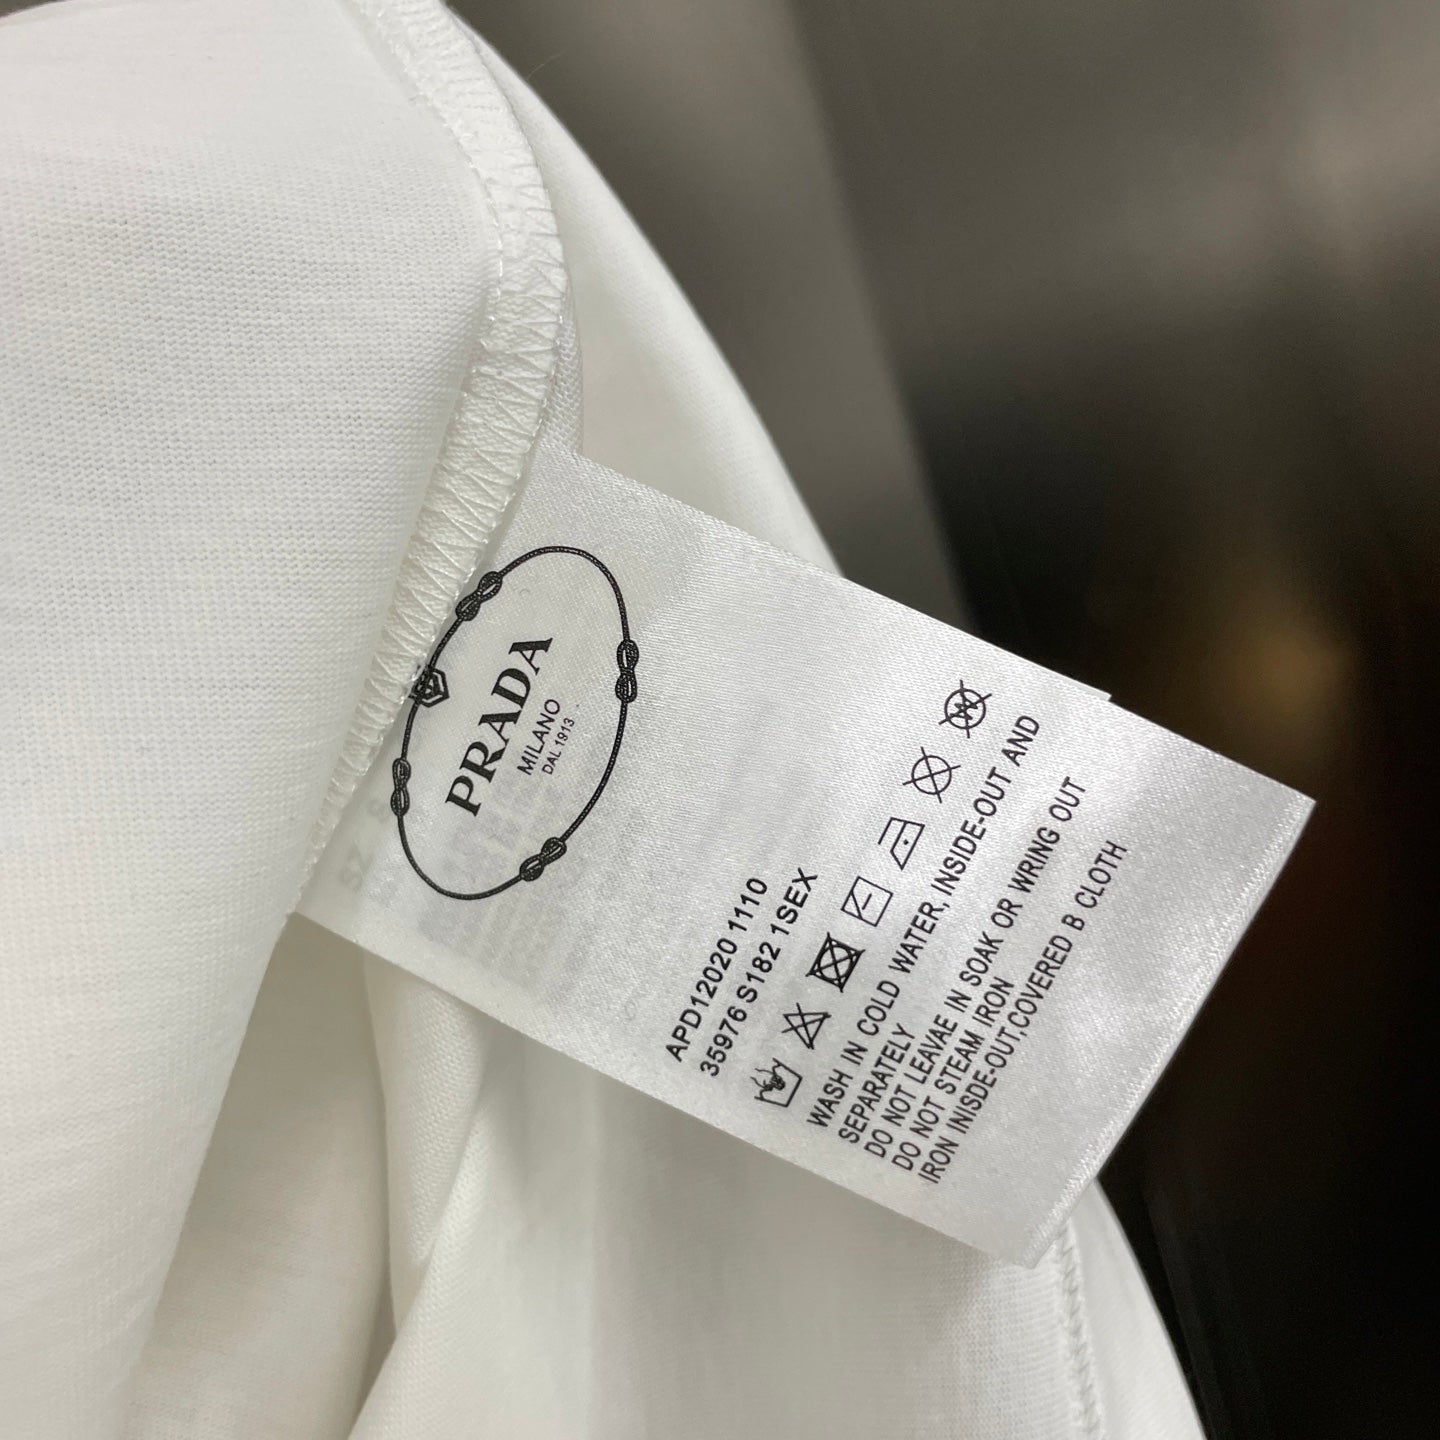 PRADA
MILANO
DAL 1913
APD12020 1110
35976 S182 1SEX
WASH IN COLD WATER, INSIDE-OUT AND
SEPARATELY
DO NOT LEAVAE IN SOAK OR WRING OUT
DO NOT STEAM IRON
IRON INISDE-OUT,COVERED B CLOTH